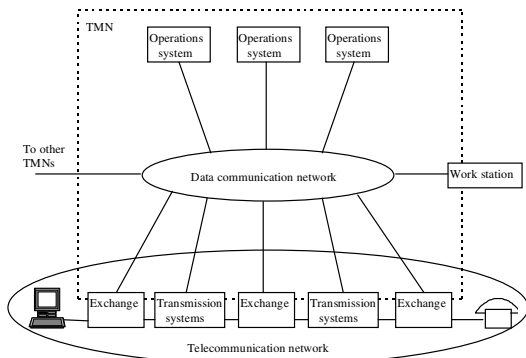 TMN
Operations
system
Operations
system
Operations
system
To other
TMNs
Data communication network
Work station
Exchange
Transmission
systems
Exchange
Transmission
systems
Exchange
Telecommunication network